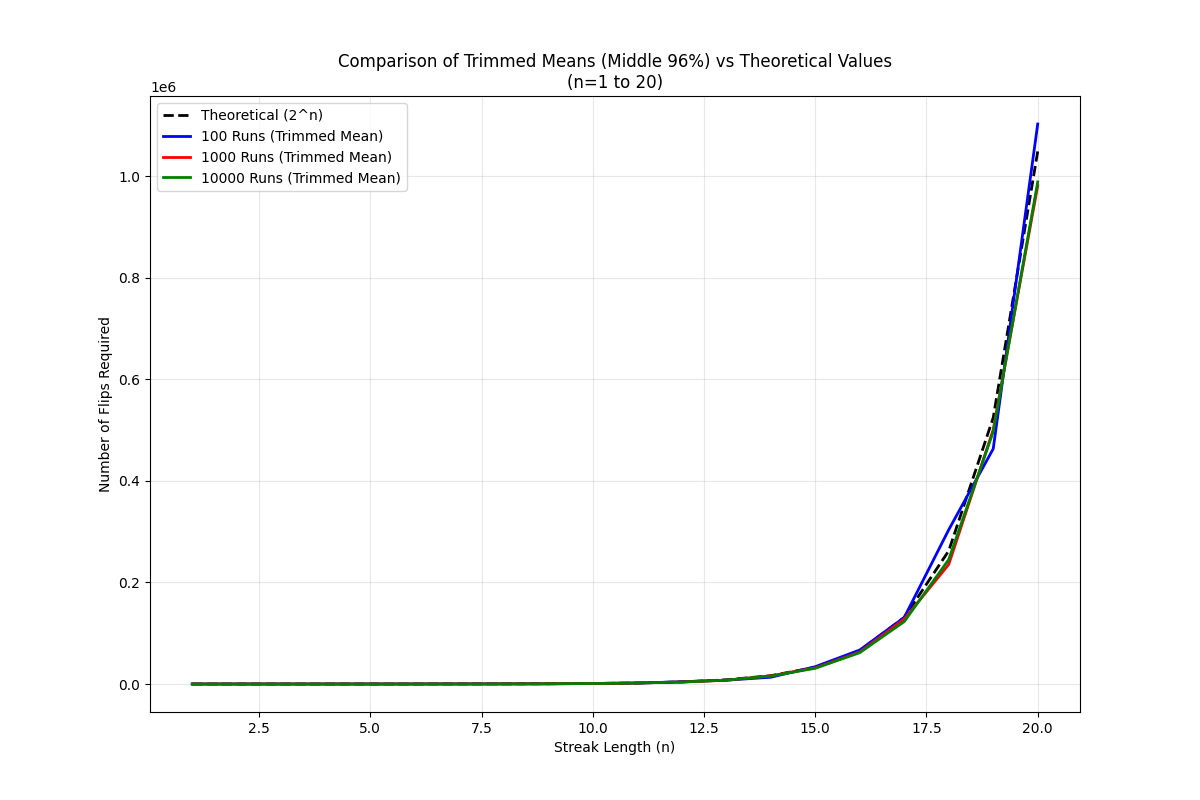 Comparison of Trimmed Means (Middle 96%) vs Theoretical Values
(n=1 to 20)
1e6
Theoretical (2^n)
100 Runs (Trimmed Mean)
1000 Runs (Trimmed Mean)
10000 Runs (Trimmed Mean)
Number of Flips Required
1.0
0.8
0.6
0.4
0.2
0.0
2.5 5.0 7.5 10.0 12.5 15.0 17.5 20.0
Streak Length (n)